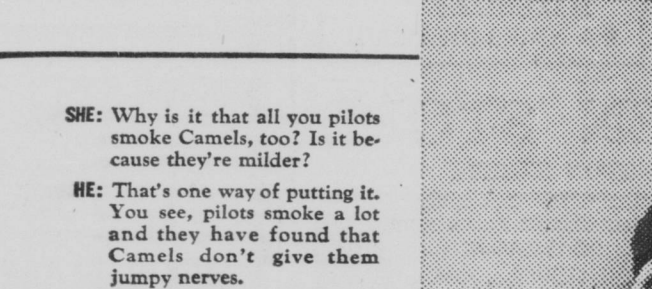 SHE: Why is it that all you pilots
smoke Camels, too? Is it be-
cause they're milder?
HE: That's one way of putting it.
You see, pilots smoke a lot
and they have found that
Camels don't give them
jumpy nerves.